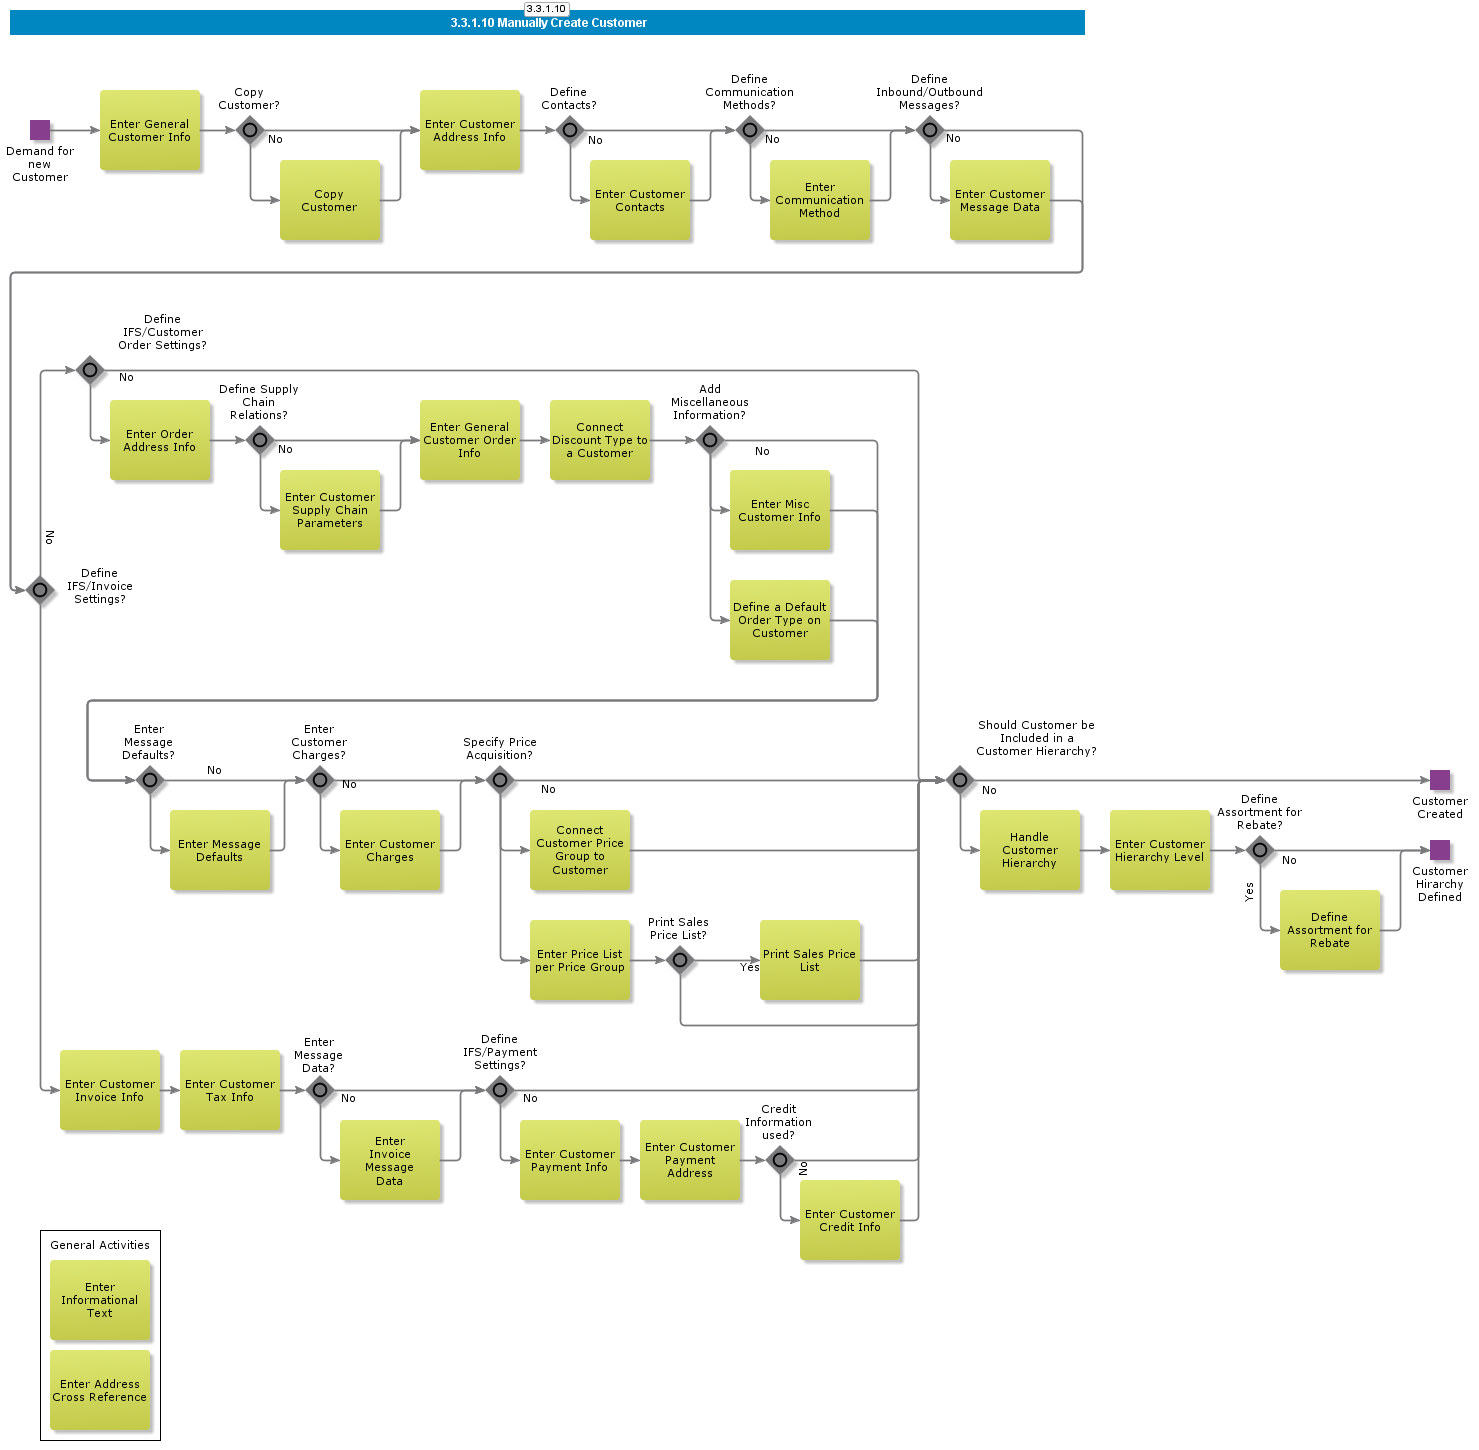 3.3.1.10
3.3.1.10 Manually Create Customer
Demand for
new
Customer
Enter General
Customer Info
Copy
Customer?
No
Copy
Customer
Enter Customer
Address Info
Define
Contacts?
No
Enter Customer
Contacts
Define
Communication
Methods?
No
Enter
Communication
Method
Define
Inbound/Outbound
Messages?
No
Enter Customer
Message Data
Define
IFS/Customer
Order Settings?
No
Enter Order
Address Info
Define Supply
Chain
Relations?
No
Enter Customer
Supply Chain
Parameters
Enter General
Customer Order
Info
Connect
Discount Type to
a Customer
Add
Miscellaneous
Information?
No
Enter Misc
Customer Info
Define a Default
Order Type on
Customer
No
Define
IFS/Invoice
Settings?
Enter
Message
Defaults?
No
Enter Message
Defaults
Enter
Customer
Charges?
No
Enter Customer
Charges
Specify Price
Acquisition?
No
Connect
Customer Price
Group to
Customer
Enter Price List
per Price Group
Print Sales
Price List?
Yes
Print Sales Price
List
Should Customer be
Included in a
Customer Hierarchy?
No
Handle
Customer
Hierarchy
Enter Customer
Hierarchy Level
Define
Assortment for
Rebate?
No
Yes
Define
Assortment for
Rebate
Customer
Created
Customer
Hirarchy
Defined
Enter Customer
Invoice Info
Enter Customer
Tax Info
Enter
Message
Data?
No
Enter
Invoice
Message
Data
Define
IFS/Payment
Settings?
No
Enter Customer
Payment Info
Enter Customer
Payment
Address
Credit
Information
used?
No
Enter Customer
Credit Info
General Activities
Enter
Informational
Text
Enter Address
Cross Reference